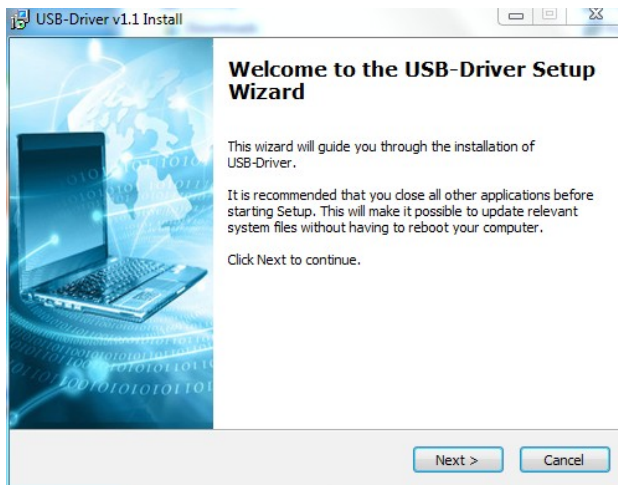 USB-Driver v1.1 Install
Welcome to the USB-Driver Setup
Wizard
This wizard will guide you through the installation of
USB-Driver.
It is recommended that you close all other applications before
starting Setup. This will make it possible to update relevant
system files without having to reboot your computer.
Click Next to continue.
Next >
Cancel